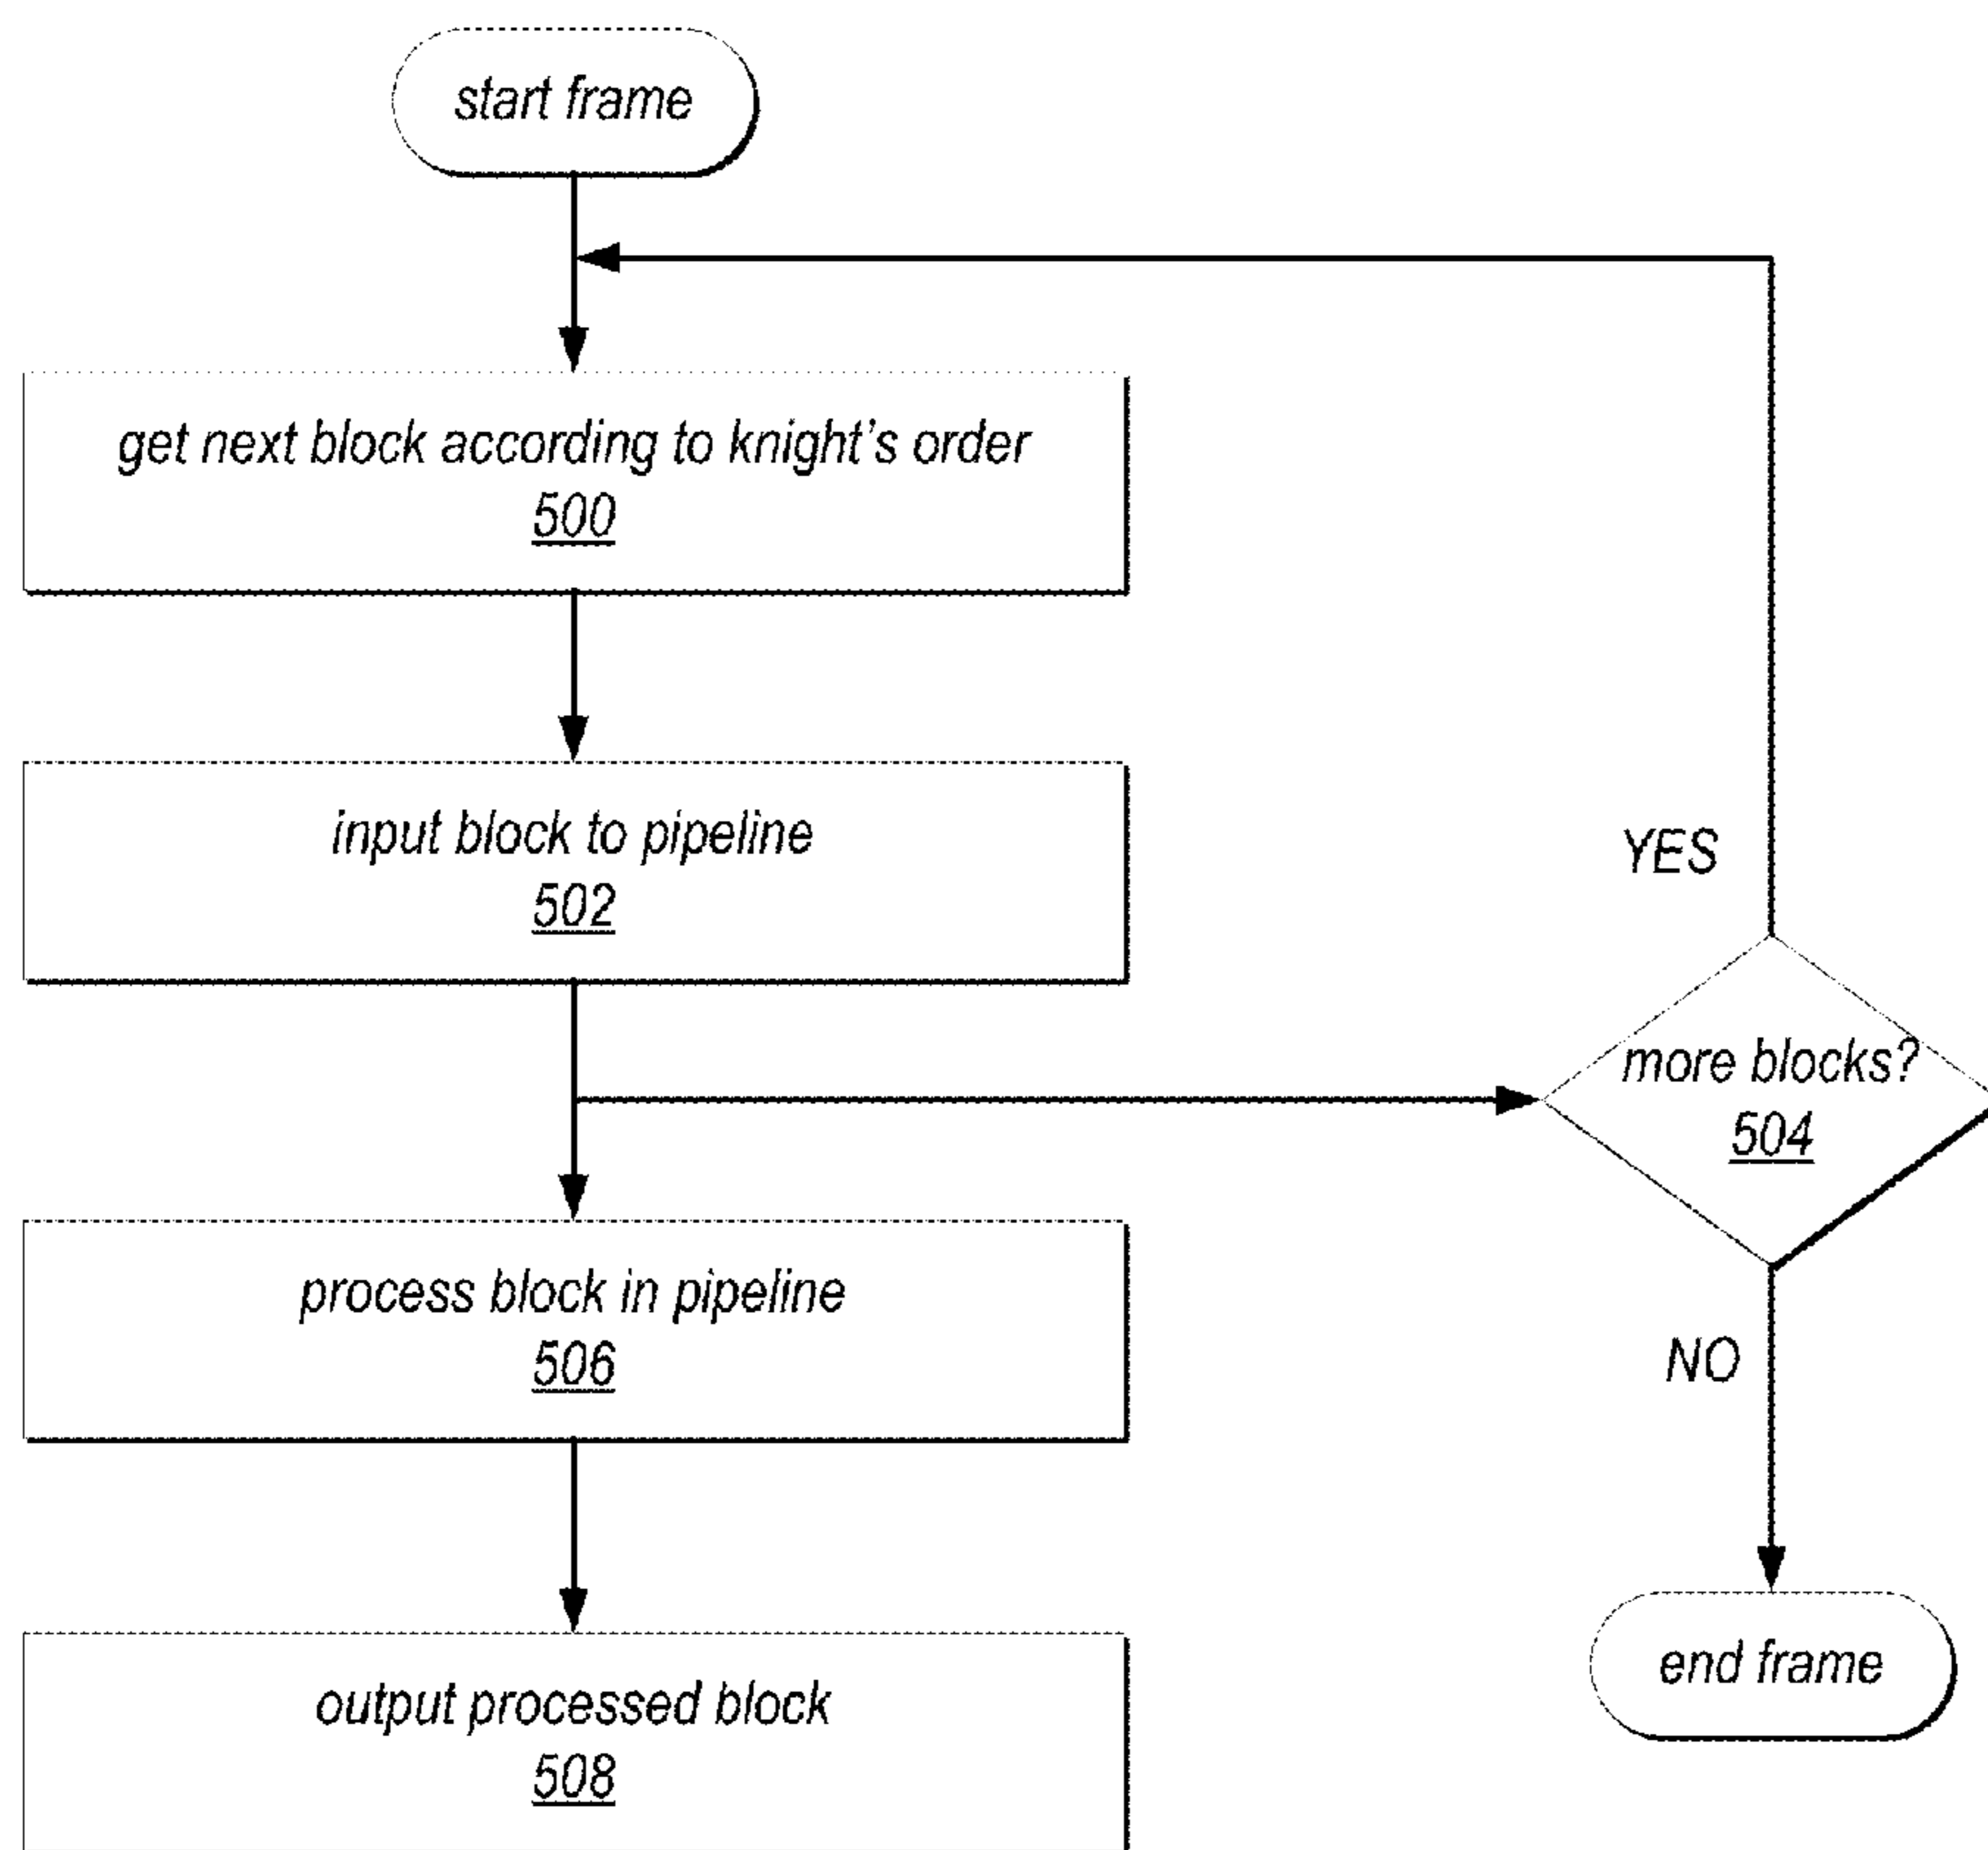 start frame
get next block according to knight's order
500
input block to pipeline
502
YES
more blocks?
504
process block in pipeline
506
NO
end frame
output processed block
508